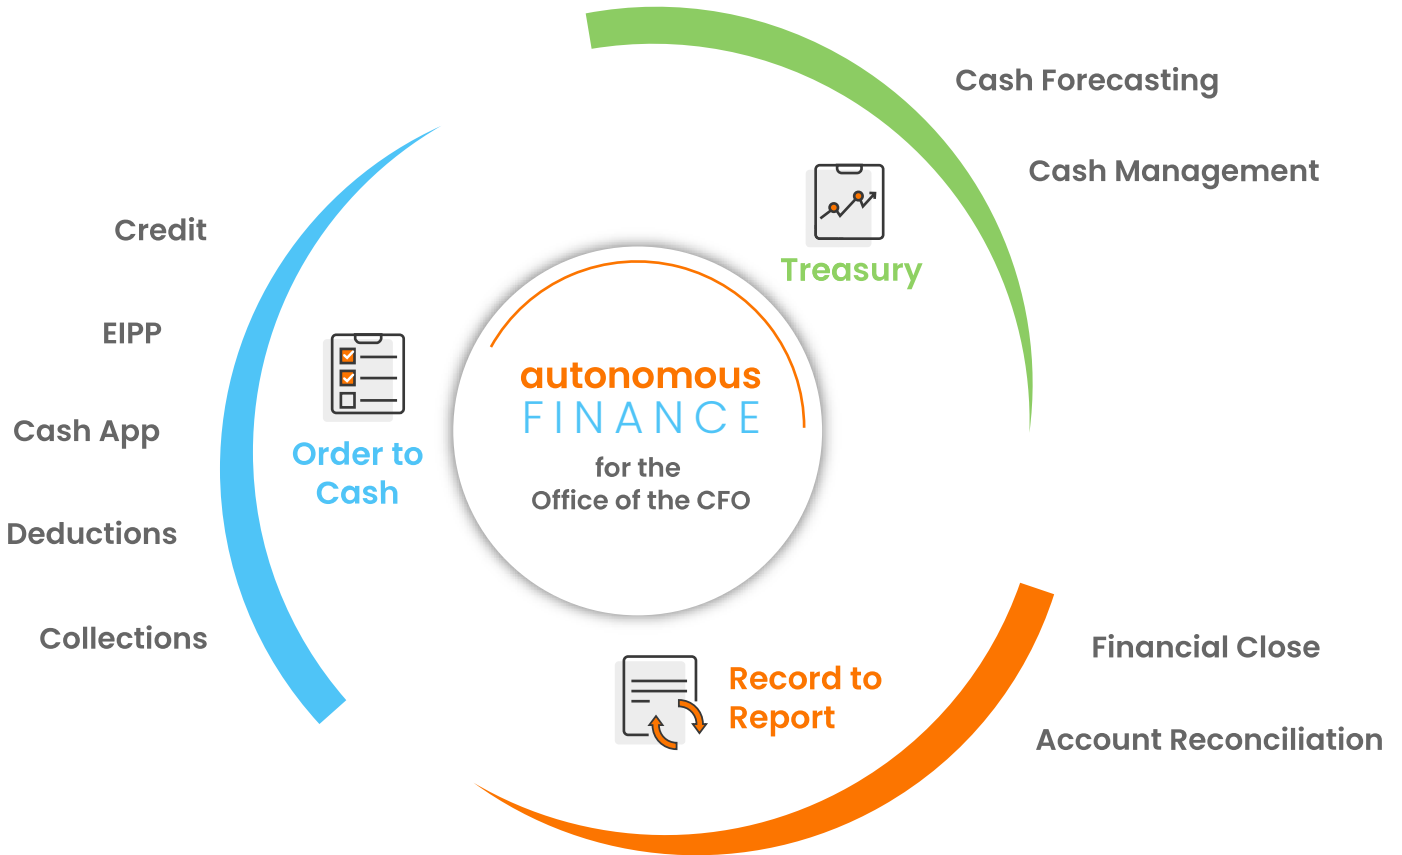 Cash Forecasting
Cash Management
Treasury
Credit
EIPP
Cash App
Deductions
Collections
Order to
Cash
autonomous
FINANCE
for the
Office of the CFO
Record to
Report
Financial Close
Account Reconciliation